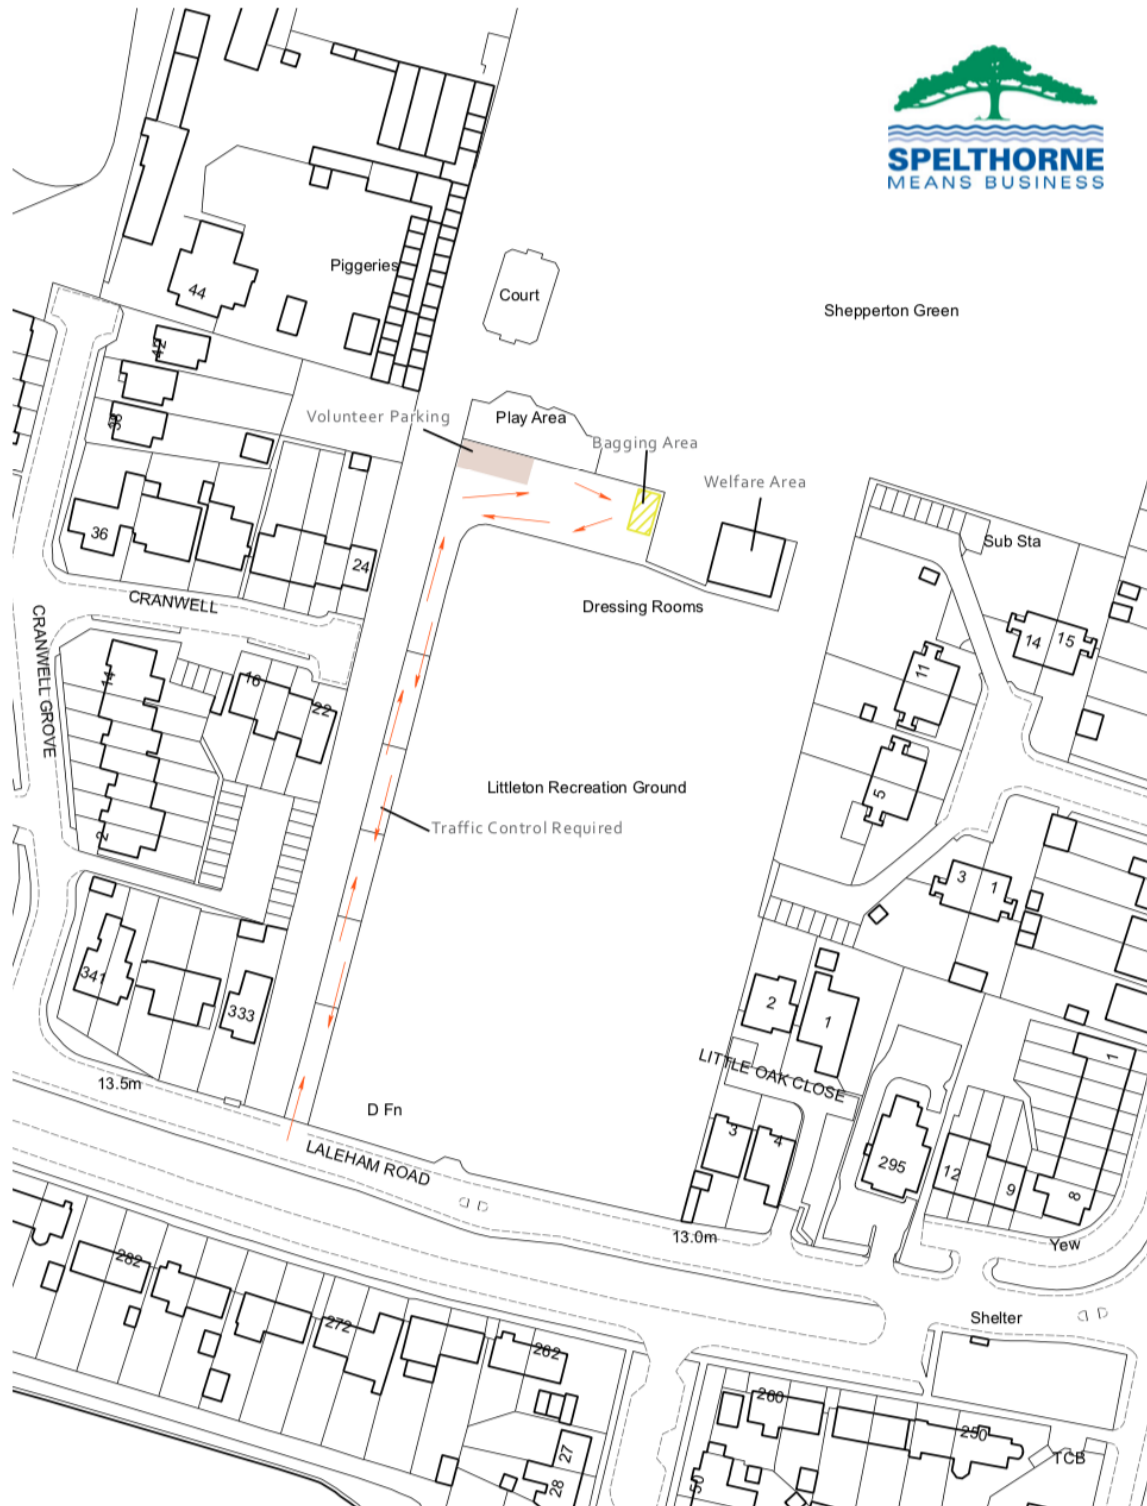 SPELTHORNE
MEANS BUSINESS
Piggeries
Court
44
Shepperton Green
42
38
Volunteer Parking
Play Area
Bagging Area
Welfare Area
36
24
Sub Sta
CRANWELL
Dressing Rooms
14
15
CRANWELL GROVE
11
14
16
22
Littleton Recreation Ground
5
Traffic Control Required
2
3
1
341
333
2
1
LITTLE OAK CLOSE
1
13.5m
D Fn
3
4
LALEHAM ROAD
295
12
9
8
13.0m
Yew
282
272
262
Shelter
260
250
TCB
27
28
50